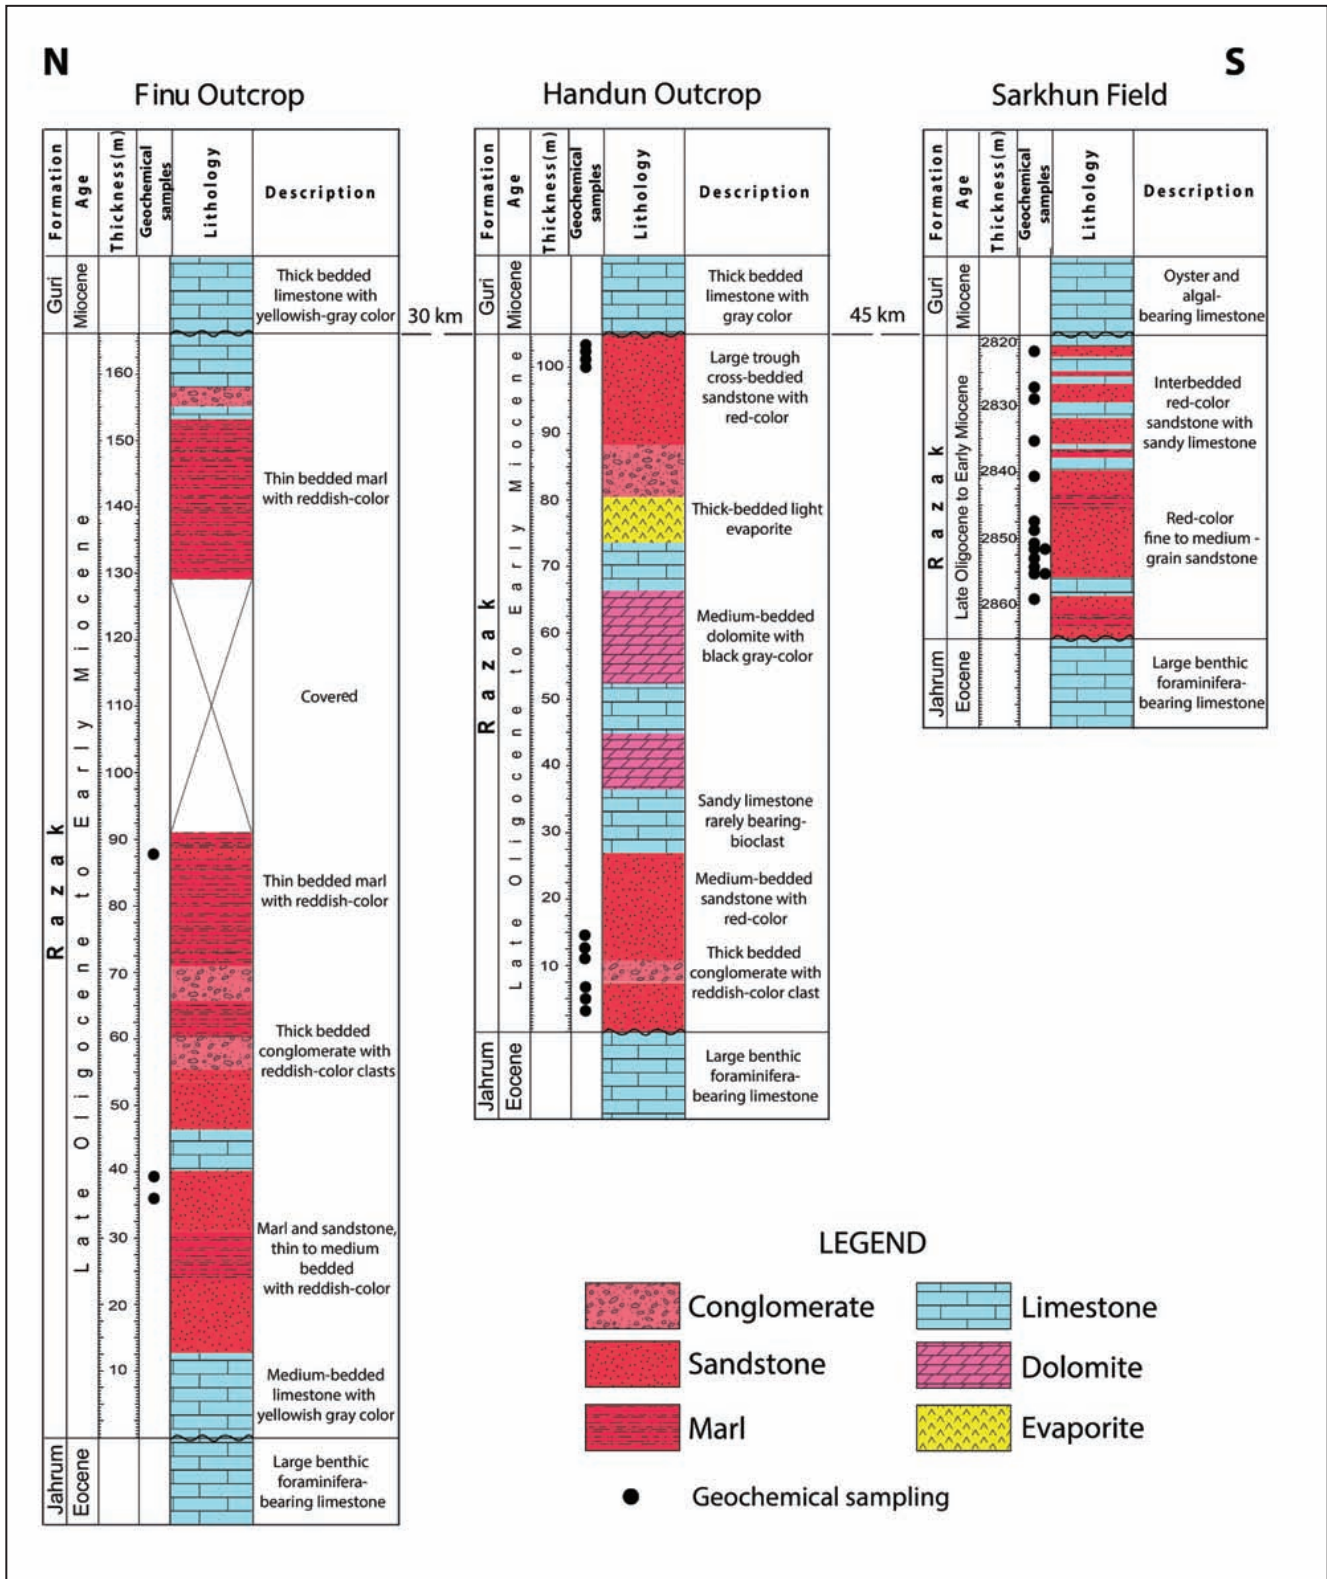 N
S
Finu Outcrop
Handun Outcrop
Sarkhun Field
Formation
Age
Thickness(m)
Geochemical
samples
Lithology
Description
Guri
Miocene
Thick bedded
limestone with
yellowish-gray color
Razak
Late Oligocene to Early Miocene
160
150
140
130
120
110
100
90
80
70
60
50
40
30
20
10
Thin bedded marl
with reddish-color
Covered
Thin bedded marl
with reddish-color
Thick bedded
conglomerate with
reddish-color clasts
Marl and sandstone,
thin to medium
bedded
with reddish-color
Medium-bedded
limestone with
yellowish gray color
Jahrum
Eocene
Large benthic
foraminifera-
bearing limestone
30 km
Formation
Age
Thickness(m)
Geochemical
samples
Lithology
Description
Guri
Miocene
Thick bedded
limestone with
gray color
Razak
Late Oligocene to Early Miocene
100
90
80
70
60
50
40
30
20
10
Large trough
cross-bedded
sandstone with
red-color
Thick-bedded light
evaporite
Medium-bedded
dolomite with
black gray-color
Sandy limestone
rarely bearing-
bioclast
Medium-bedded
sandstone with
red-color
Thick bedded
conglomerate with
reddish-color clast
Jahrum
Eocene
Large benthic
foraminifera-
bearing limestone
45 km
Formation
Age
Thickness(m)
Geochemical
samples
Lithology
Description
Guri
Miocene
Oyster and
algal-
bearing limestone
Razak
Late Oligocene to Early Miocene
2820
2830
2840
2850
2860
Interbedded
red-color
sandstone with
sandy limestone
Red-color
fine to medium -
grain sandstone
Jahrum
Eocene
Large benthic
foraminifera-
bearing limestone
LEGEND
Conglomerate
Limestone
Sandstone
Dolomite
Marl
Evaporite
Geochemical sampling